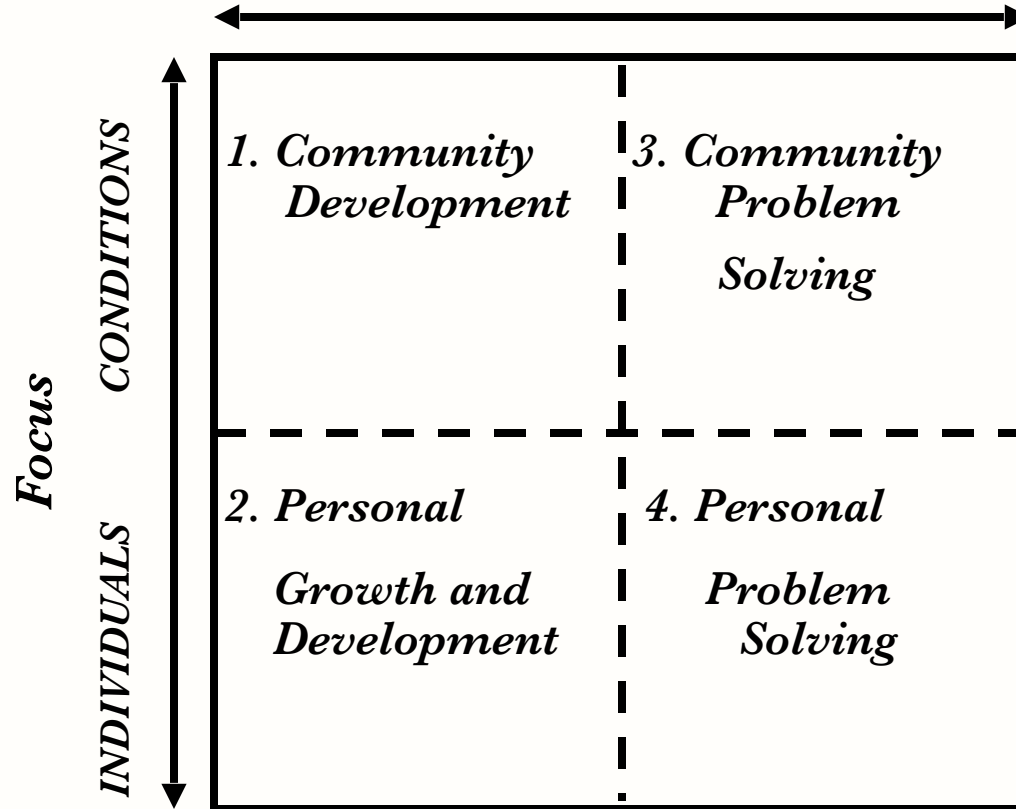 Focus
CONDITIONS
INDIVIDUALS
1. Community
Development
3. Community
Problem
Solving
2. Personal
Growth and
Development
4. Personal
Problem
Solving